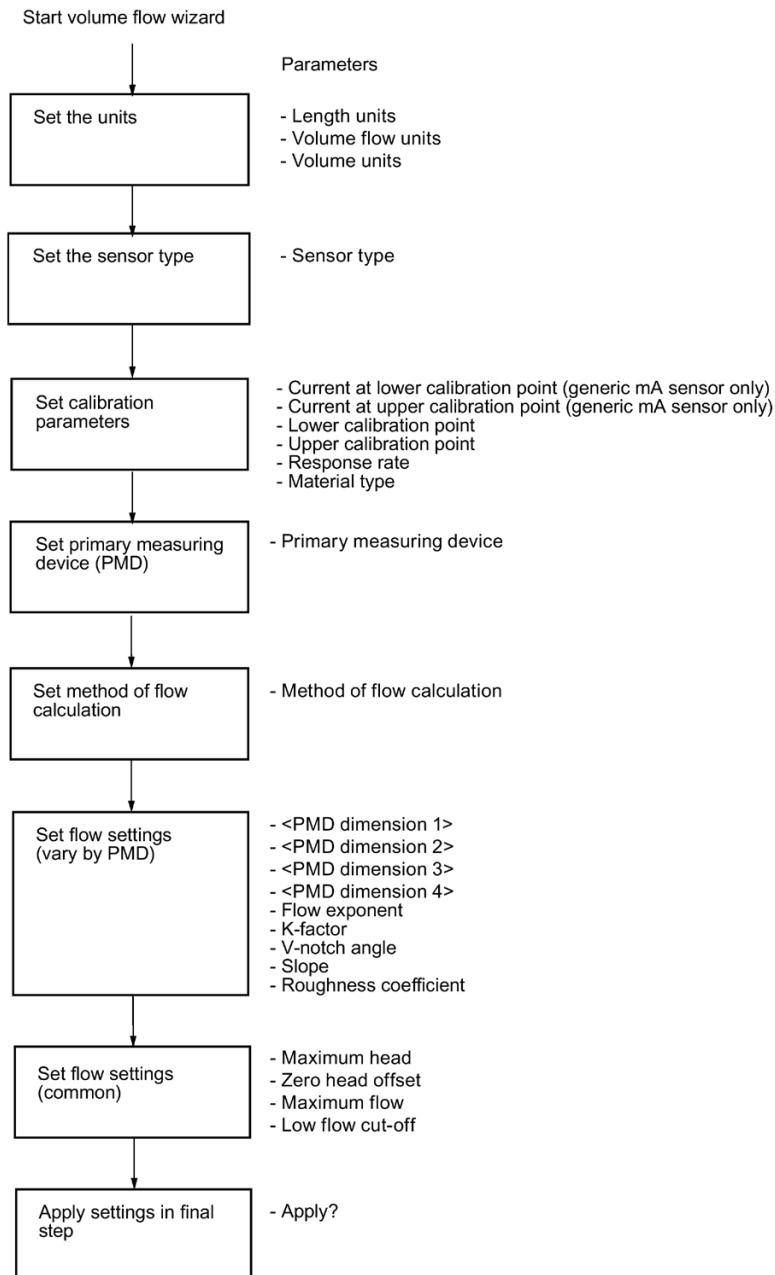 Start volume flow wizard
Parameters
Set the units
- Length units
- Volume flow units
- Volume units
Set the sensor type
- Sensor type
Set calibration
parameters
- Current at lower calibration point (generic mA sensor only)
- Current at upper calibration point (generic mA sensor only)
- Lower calibration point
- Upper calibration point
- Response rate
- Material type
Set primary measuring
device (PMD)
- Primary measuring device
Set method of flow
calculation
- Method of flow calculation
Set flow settings
(vary by PMD)
- <PMD dimension 1>
- <PMD dimension 2>
- <PMD dimension 3>
- <PMD dimension 4>
- Flow exponent
- K-factor
- V-notch angle
- Slope
- Roughness coefficient
Set flow settings
(common)
- Maximum head
- Zero head offset
- Maximum flow
- Low flow cut-off
Apply settings in final
step
- Apply?